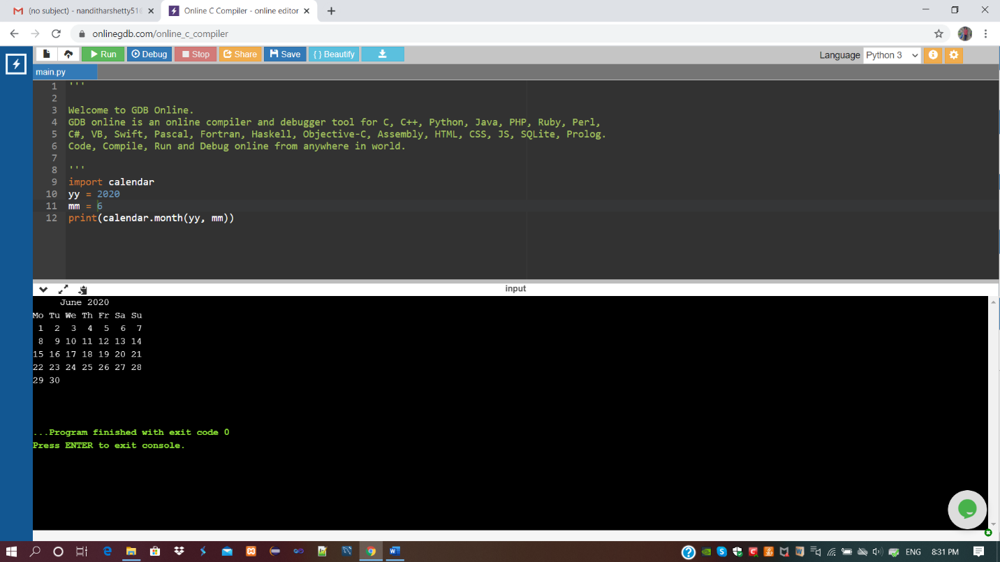 (no subject) - nanditharshetty51
Online C Compiler - online editor
onlinegdb.com/online_c_compiler
Run Debug Stop Share Save { } Beautify Language Python 3
main.py
1 '''
2
3 Welcome to GDB Online.
4 GDB online is an online compiler and debugger tool for C, C++, Python, Java, PHP, Ruby, Perl,
5 C#, VB, Swift, Pascal, Fortran, Haskell, Objective-C, Assembly, HTML, CSS, JS, SQLite, Prolog.
6 Code, Compile, Run and Debug online from anywhere in world.
7
8 '''
9 import calendar
10 yy = 2020
11 mm = 6
12 print(calendar.month(yy, mm))
input
June 2020
Mo Tu We Th Fr Sa Su
1 2 3 4 5 6 7
8 9 10 11 12 13 14
15 16 17 18 19 20 21
22 23 24 25 26 27 28
29 30
...Program finished with exit code 0
Press ENTER to exit console.
ENG 8:31 PM